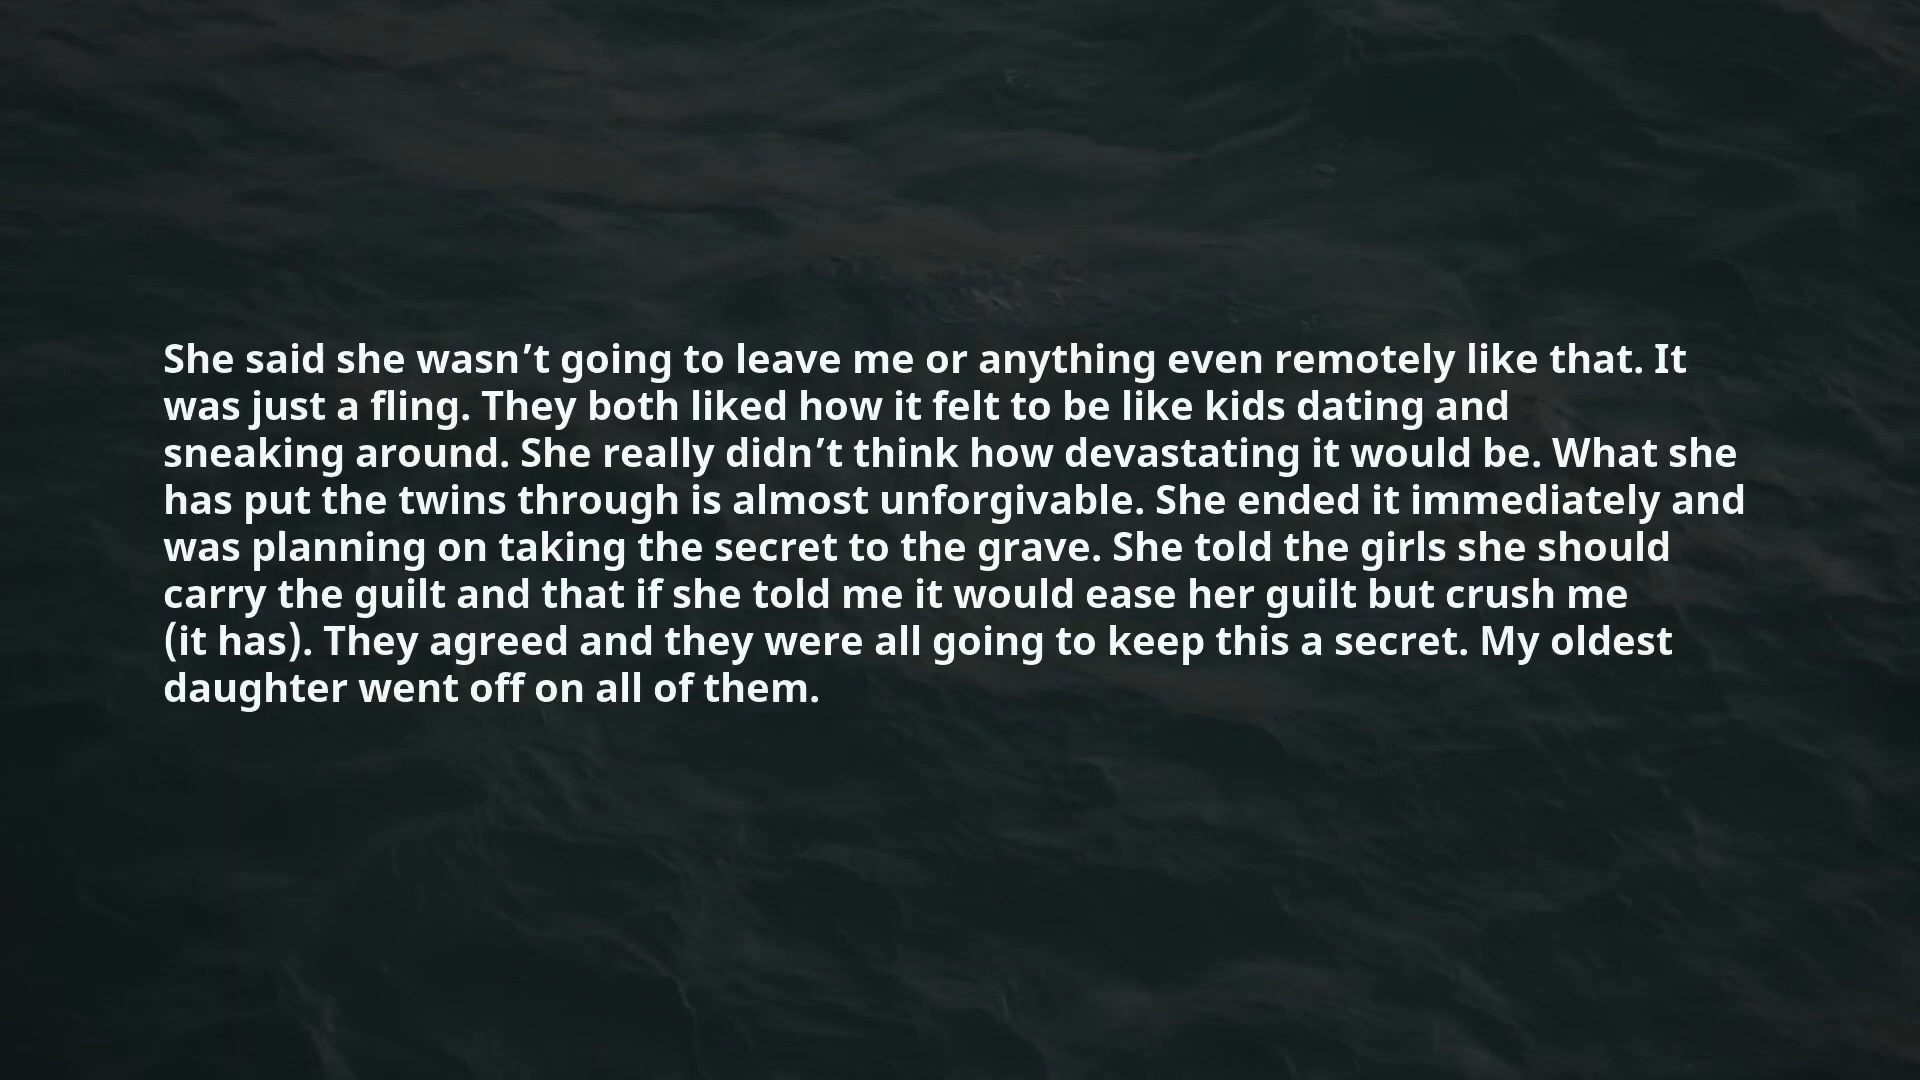 She said she wasn’t going to leave me or anything even remotely like that. It
was just a fling. They both liked how it felt to be like kids dating and
sneaking around. She really didn’t think how devastating it would be. What she
has put the twins through is almost unforgivable. She ended it immediately and
was planning on taking the secret to the grave. She told the girls she should
carry the guilt and that if she told me it would ease her guilt but crush me
(it has). They agreed and they were all going to keep this a secret. My oldest
daughter went off on all of them.